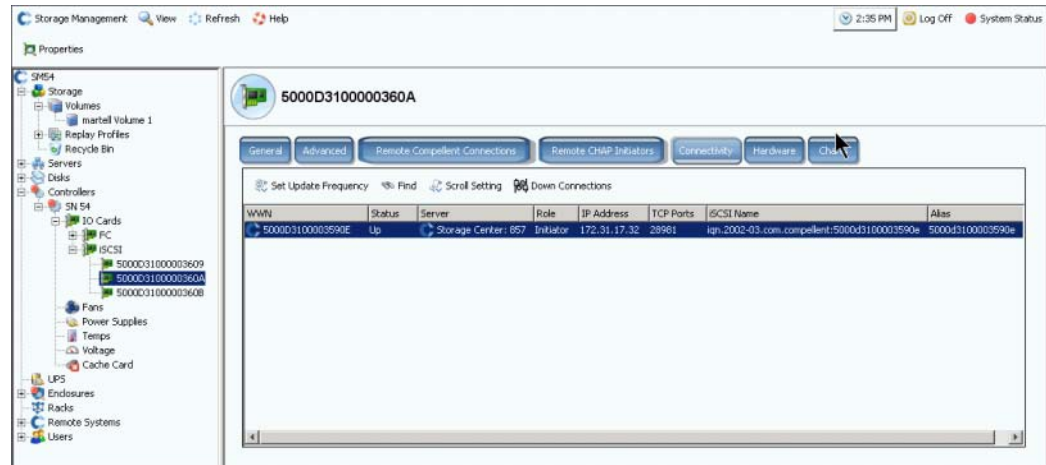 Storage Management View Refresh Help 2:35 PM Log Off System Status
Properties
SM54
Storage
Volumes
martell Volume 1
Replay Profiles
Recycle Bin
Servers
Disks
Controllers
SN 54
IO Cards
FC
iSCSI
5000D31000003609
5000D3100000360A
5000D3100000360B
Fans
Power Supplies
Temps
Voltage
Cache Card
UPS
Enclosures
Racks
Remote Systems
Users
5000D3100000360A
General Advanced Remote Compellent Connections Remote CHAP Initiators Connectivity Hardware
Set Update Frequency Find Scroll Setting Down Connections
WWN Status Server Role IP Address TCP Ports iSCSI Name Alias
5000D3100003590E Up Storage Center: 857 Initiator 172.31.17.32 28981 iqn.2002-03.com.compellent:5000d3100003590e 5000d3100003590e